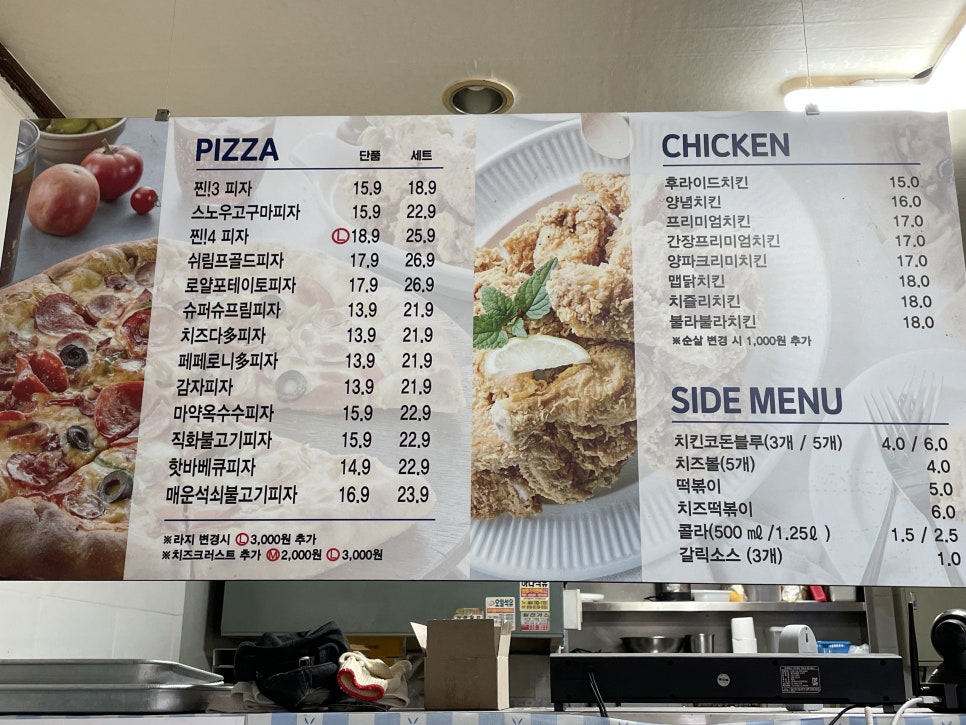 PIZZA 단품 세트
찐!3 피자 15.9 18.9
스노우고구마피자 15.9 22.9
찐!4 피자 Ⓛ18.9 25.9
쉬림프골드피자 17.9 26.9
로얄포테이토피자 17.9 26.9
슈퍼슈프림피자 13.9 21.9
치즈다多피자 13.9 21.9
페페로니多피자 13.9 21.9
감자피자 13.9 21.9
마약옥수수피자 15.9 22.9
직화불고기피자 15.9 22.9
핫바베큐피자 14.9 22.9
매운석쇠불고기피자 16.9 23.9
※라지 변경시 Ⓛ3,000원 추가
※치즈크러스트 추가 Ⓜ2,000원 Ⓛ3,000원
CHICKEN
후라이드치킨 15.0
양념치킨 16.0
프리미엄치킨 17.0
간장프리미엄치킨 17.0
양파크리미치킨 17.0
맵닭치킨 18.0
치즐리치킨 18.0
불라불라치킨 18.0
※순살 변경 시 1,000원 추가
SIDE MENU
치킨코돈블루(3개 / 5개) 4.0 / 6.0
치즈볼(5개) 4.0
떡볶이 5.0
치즈떡볶이 6.0
콜라(500 ㎖ /1.25ℓ ) 1.5 / 2.5
갈릭소스 (3개) 1.0